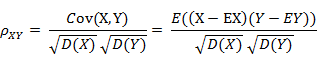 ρ_XY = Cov(X,Y) / (√D(X) √D(Y)) = E((X − EX)(Y − EY)) / (√D(X) √D(Y))